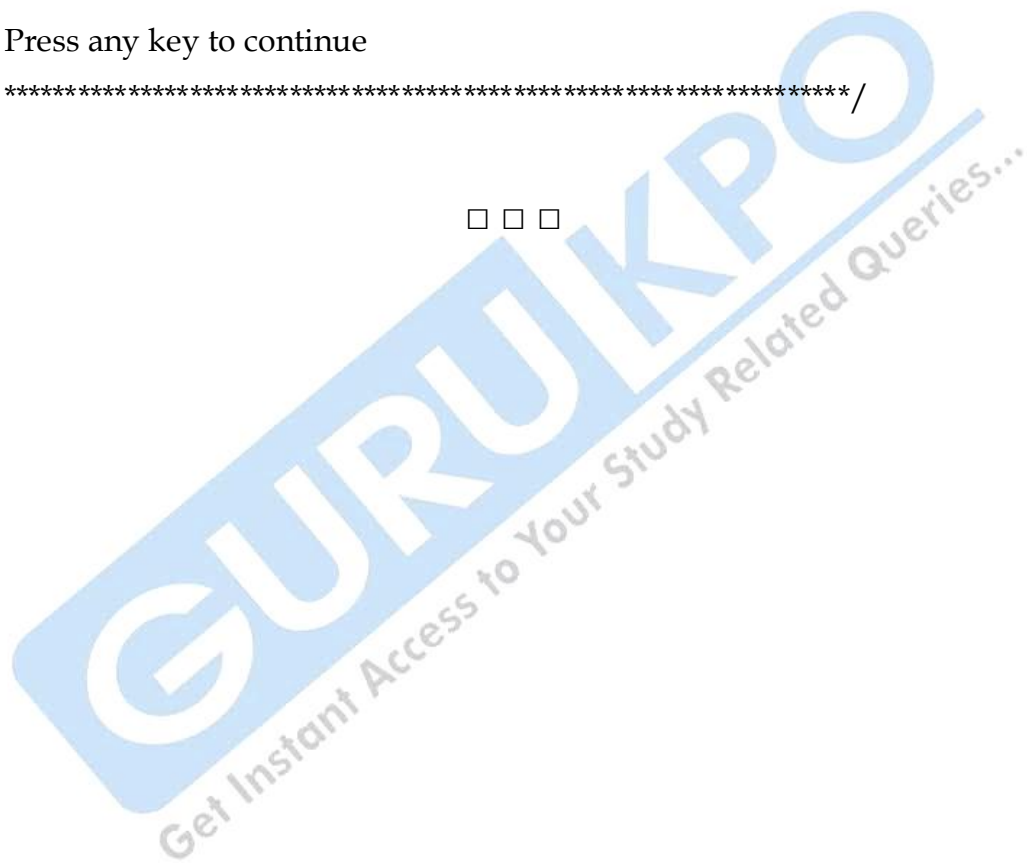 Press any key to continue
*********************************************************************/
□ □ □
GURUKPO
Get Instant Access to Your Study Related Queries...